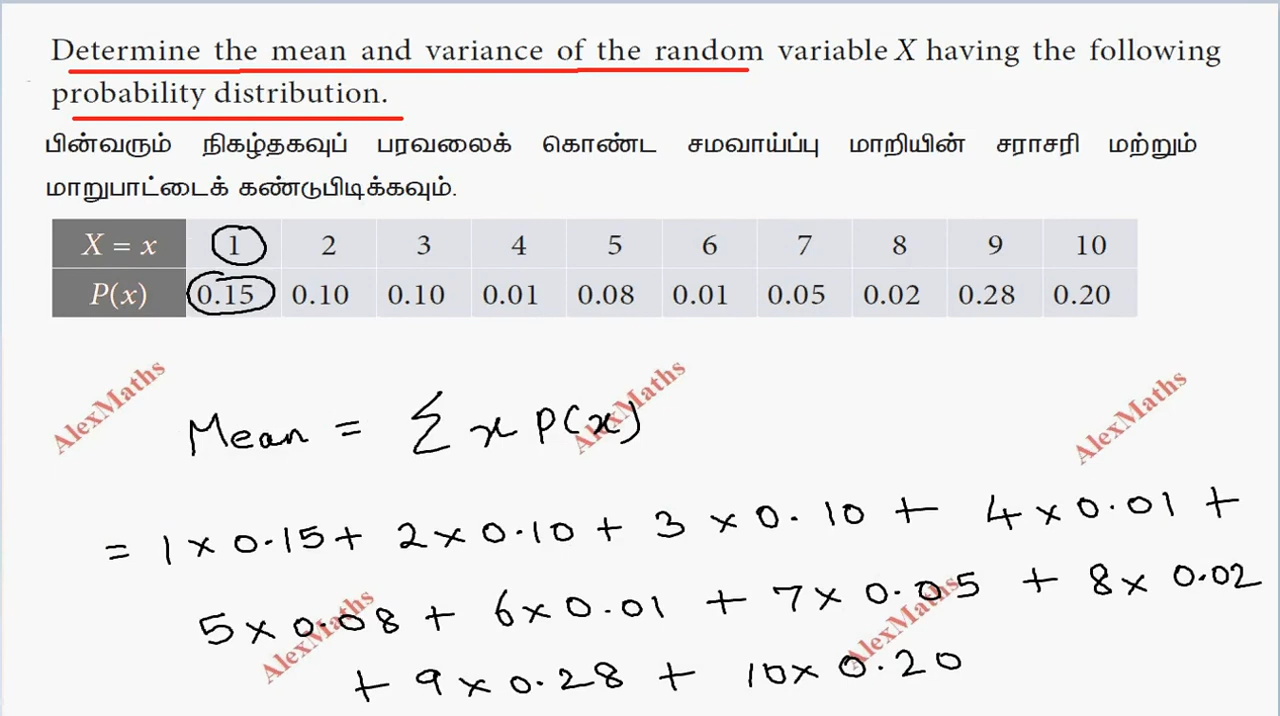 Determine the mean and variance of the random variable X having the following
probability distribution.
பின்வரும் நிகழ்தகவுப் பரவலைக் கொண்ட சமவாய்ப்பு மாறியின் சராசரி மற்றும்
மாறுபாட்டைக் கண்டுபிடிக்கவும்.
X = x 1 2 3 4 5 6 7 8 9 10
P(x) 0.15 0.10 0.10 0.01 0.08 0.01 0.05 0.02 0.28 0.20
AlexMaths AlexMaths AlexMaths
Mean = Σ x P(x)
= 1 × 0.15 + 2 × 0.10 + 3 × 0.10 + 4 × 0.01 +
5 × 0.08 + 6 × 0.01 + 7 × 0.05 + 8 × 0.02
AlexMaths AlexMaths
+ 9 × 0.28 + 10 × 0.20